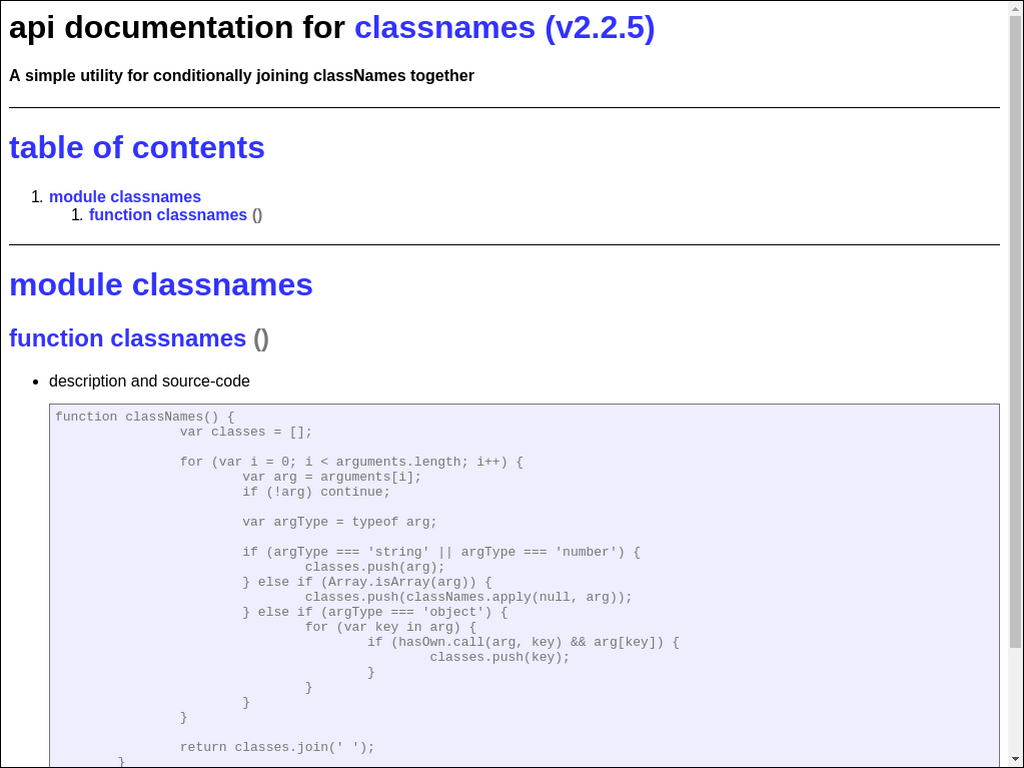 api documentation for classnames (v2.2.5)
A simple utility for conditionally joining classNames together
table of contents
1. module classnames
1. function classnames ()
module classnames
function classnames ()
• description and source-code
function classNames() {
var classes = [];
for (var i = 0; i < arguments.length; i++) {
var arg = arguments[i];
if (!arg) continue;
var argType = typeof arg;
if (argType === 'string' || argType === 'number') {
classes.push(arg);
} else if (Array.isArray(arg)) {
classes.push(classNames.apply(null, arg));
} else if (argType === 'object') {
for (var key in arg) {
if (hasOwn.call(arg, key) && arg[key]) {
classes.push(key);
}
}
}
}
return classes.join(' ');
}